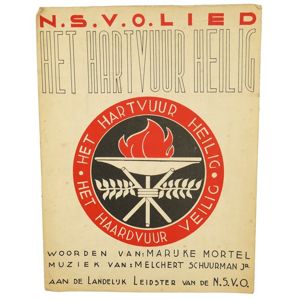 N.S.V.O. LIED
HET HARTVUUR HEILIG
· HET HARTVUUR HEILIG ·
HET HAARDVUUR VEILIG
WOORDEN VAN: MARIJKE MORTEL
MUZIEK VAN: MELCHERT SCHUURMAN JR.
AAN DE LANDELIJK LEIDSTER VAN DE N.S.V.O.